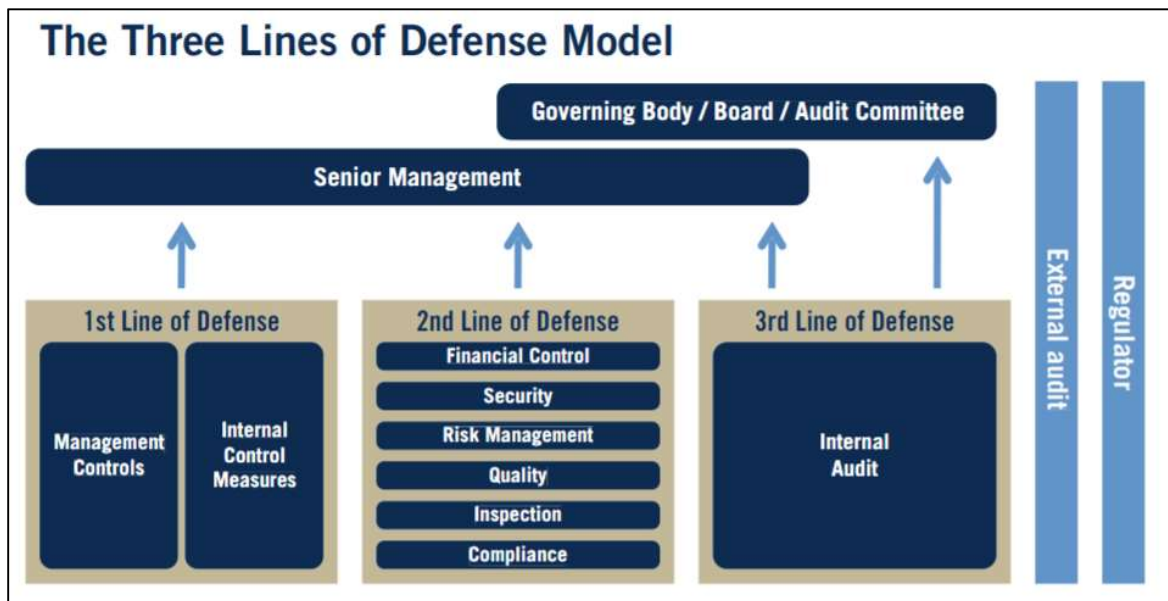 The Three Lines of Defense Model
Governing Body / Board / Audit Committee
Senior Management
1st Line of Defense
Management
Controls
Internal
Control
Measures
2nd Line of Defense
Financial Control
Security
Risk Management
Quality
Inspection
Compliance
3rd Line of Defense
Internal
Audit
External audit
Regulator